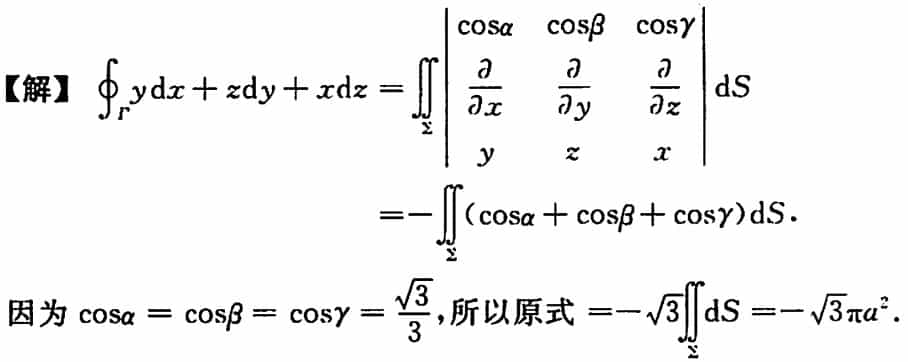 【解】 ∮_Γ ydx + zdy + xdz = ∬_Σ | cosα cosβ cosγ |
| ∂/∂x ∂/∂y ∂/∂z | dS
| y z x |
= −∬_Σ (cosα + cosβ + cosγ)dS.
因为 cosα = cosβ = cosγ = √3/3,所以原式 = −√3∬_Σ dS = −√3πa².